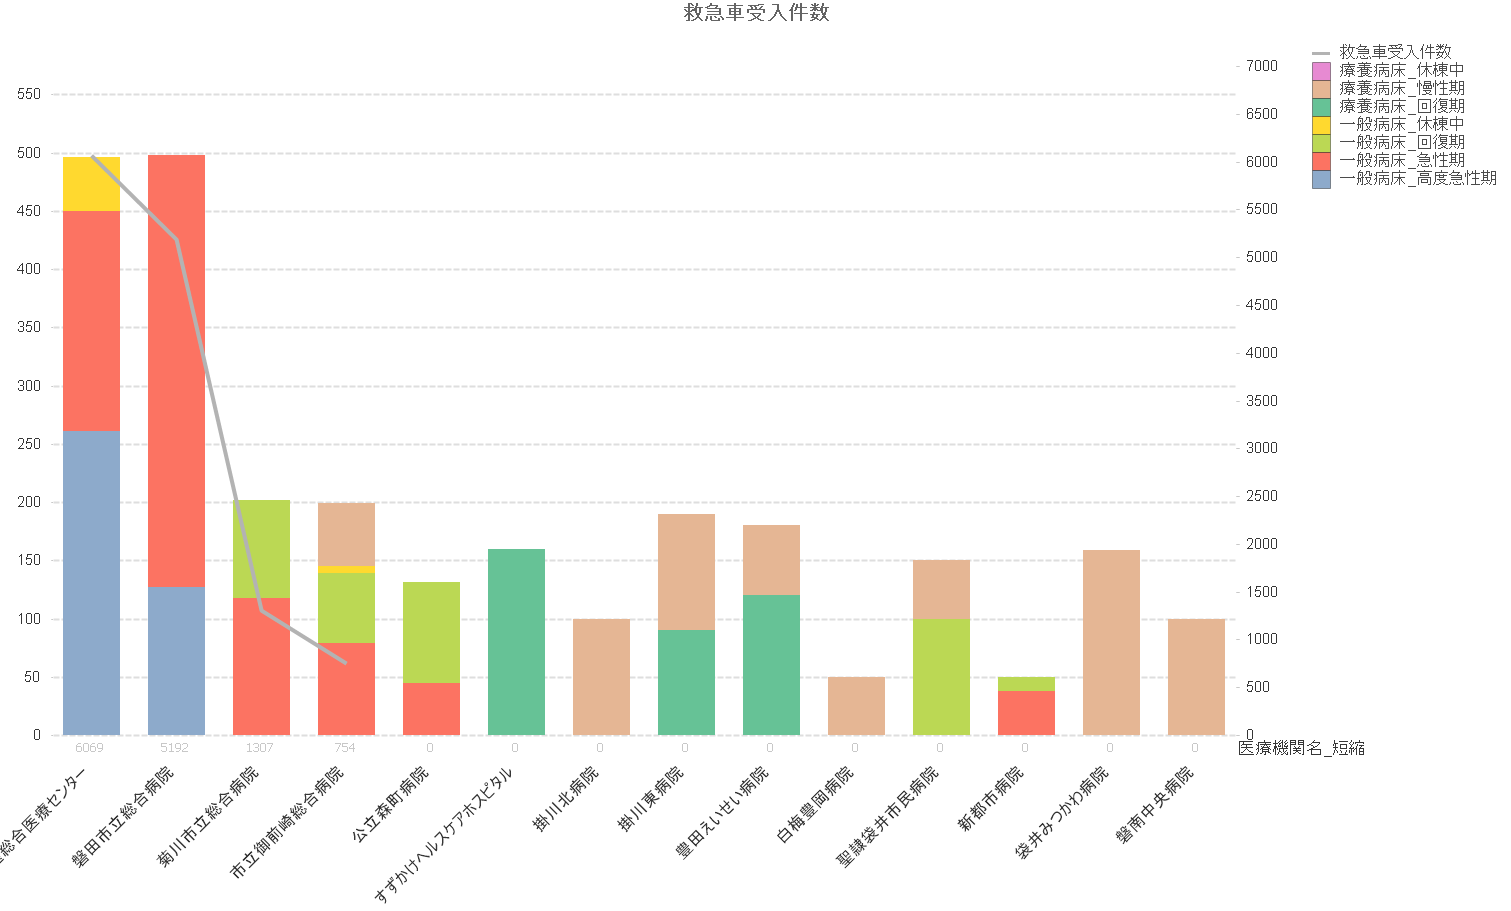 救急車受入件数
救急車受入件数
療養病床_休棟中
療養病床_慢性期
療養病床_回復期
一般病床_休棟中
一般病床_回復期
一般病床_急性期
一般病床_高度急性期
550
500
450
400
350
300
250
200
150
100
50
0
7000
6500
6000
5500
5000
4500
4000
3500
3000
2500
2000
1500
1000
500
0
6069 5192 1307 754 0 0 0 0 0 0 0 0 0 0
医療機関名_短縮
総合医療センター
磐田市立総合病院
菊川市立総合病院
市立御前崎総合病院
公立森町病院
すずかけヘルスケアホスピタル
掛川北病院
掛川東病院
豊田えいせい病院
白梅豊岡病院
聖隷袋井市民病院
新都市病院
袋井みつかわ病院
磐南中央病院